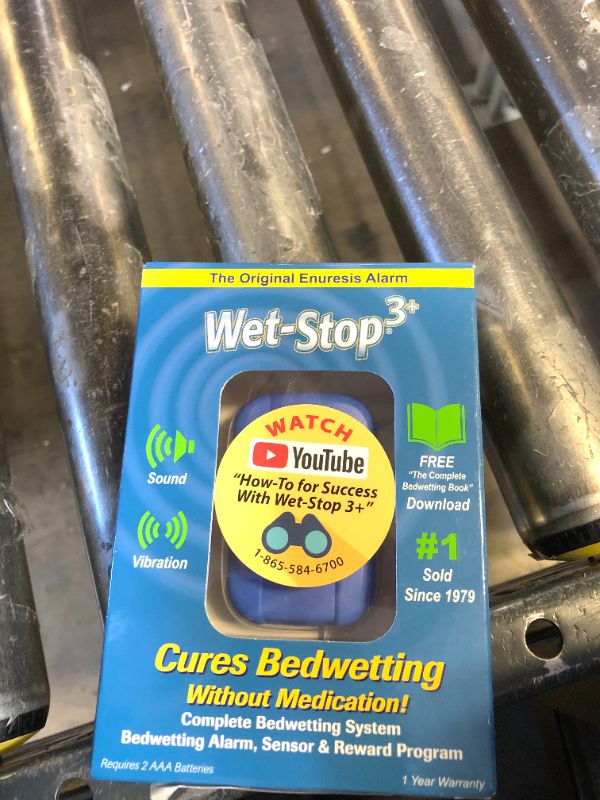 The Original Enuresis Alarm
Wet-Stop®3+
Sound
Vibration
WATCH
YouTube
"How-To for Success
With Wet-Stop 3+"
1-865-584-6700
FREE
"The Complete
Bedwetting Book"
Download
#1
Sold
Since 1979
Cures Bedwetting
Without Medication!
Complete Bedwetting System
Bedwetting Alarm, Sensor & Reward Program
Requires 2 AAA Batteries
1 Year Warranty